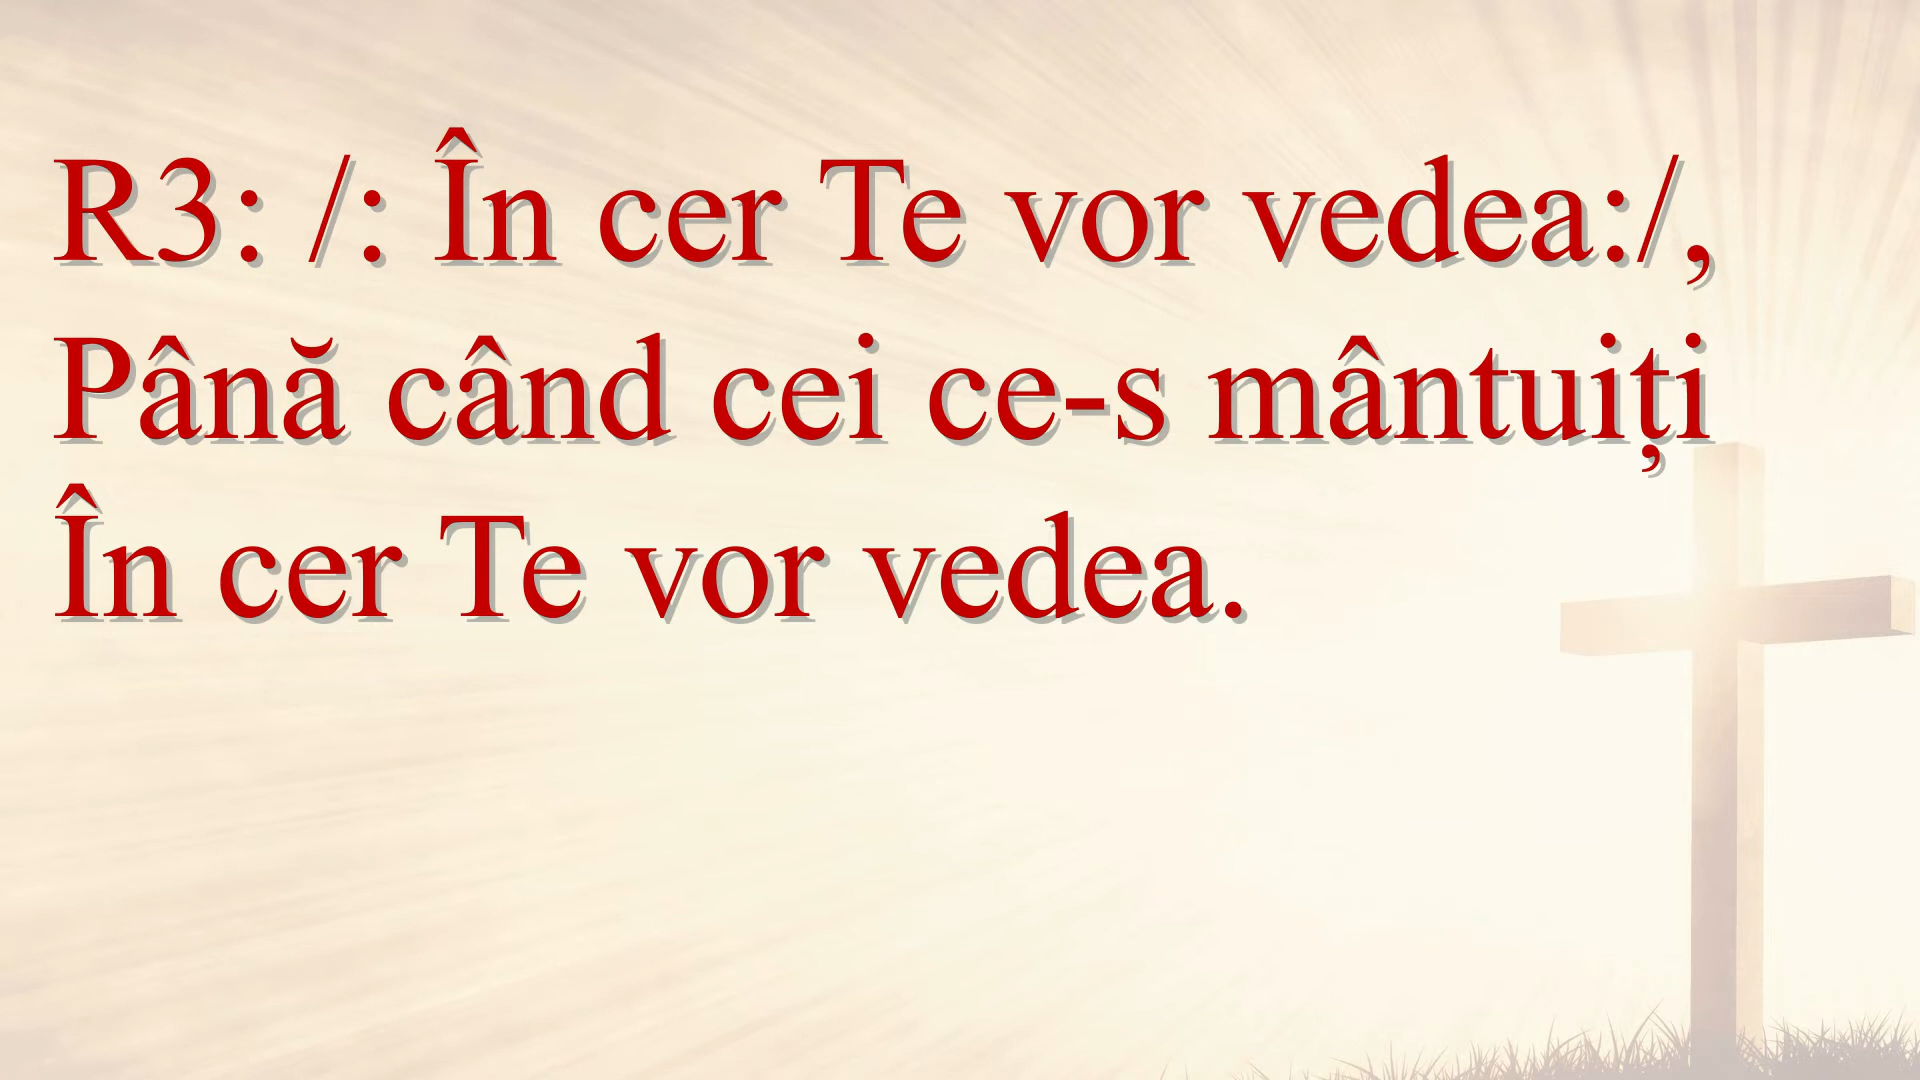 R3: /: În cer Te vor vedea:/,
Până când cei ce-s mântuiți
În cer Te vor vedea.